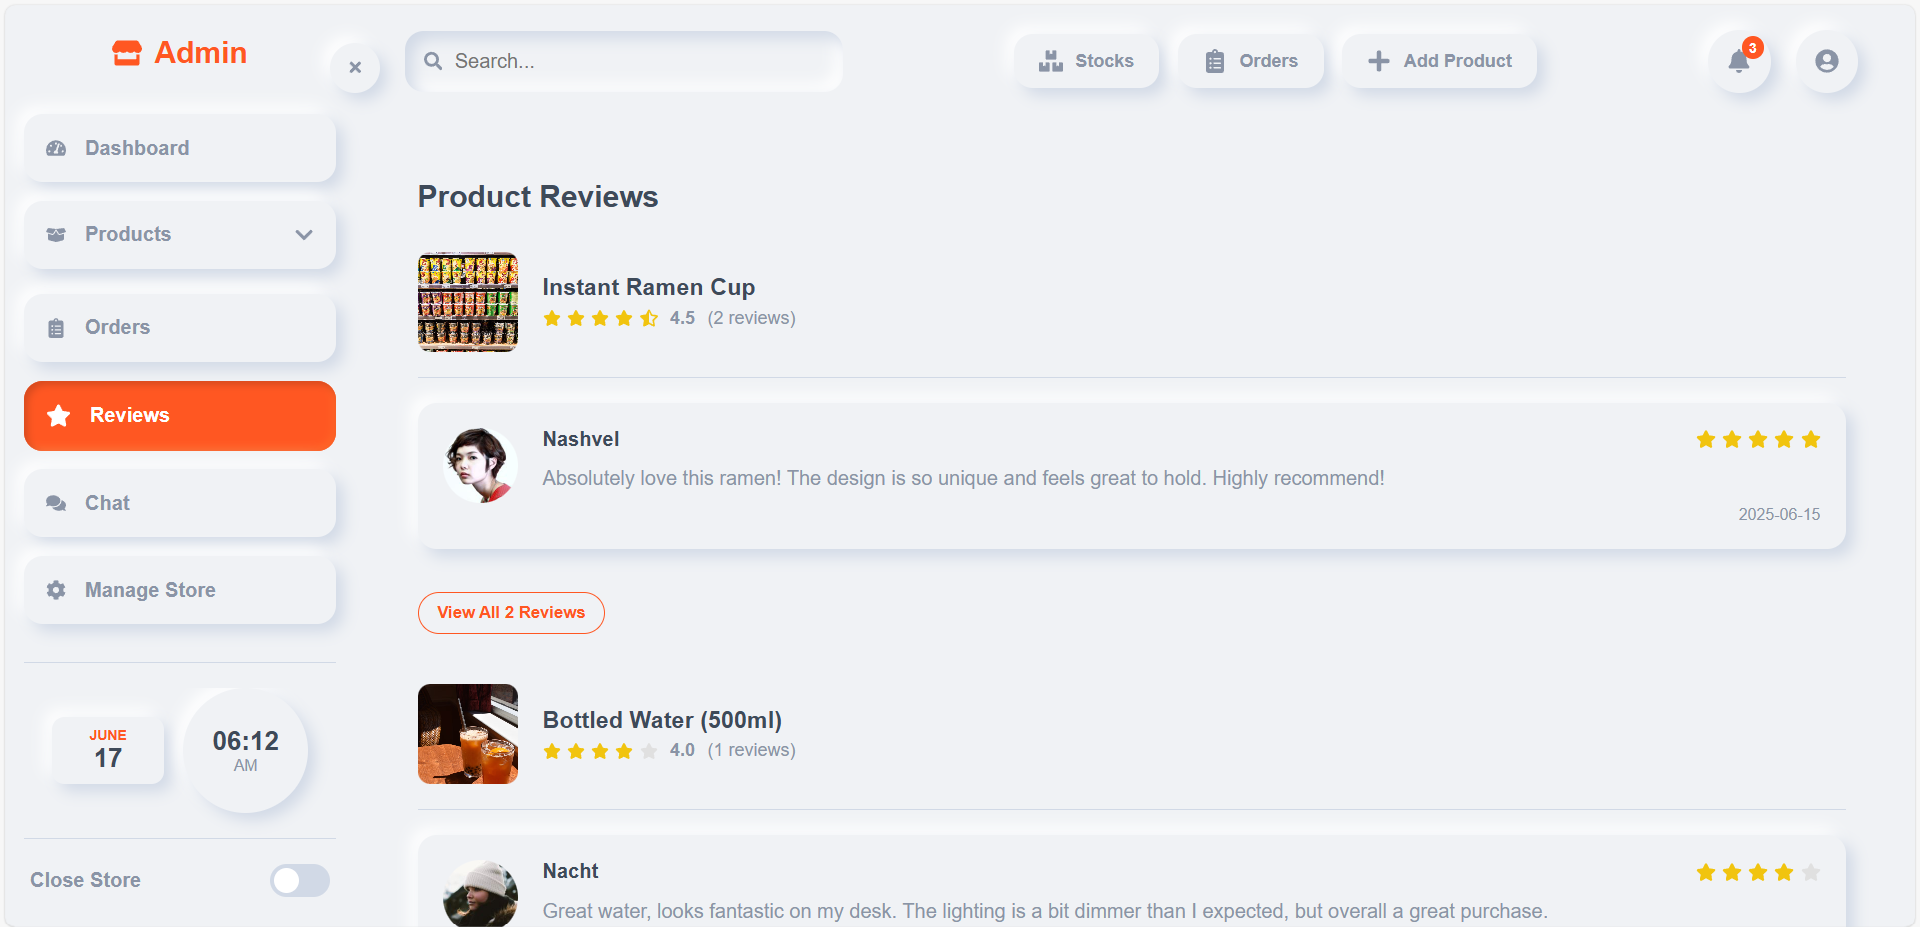 Admin
Search...
Stocks
Orders
Add Product
3
Dashboard
Products
Orders
Reviews
Chat
Manage Store
JUNE
17
06:12
AM
Close Store
Product Reviews
Instant Ramen Cup
4.5 (2 reviews)
Nashvel
Absolutely love this ramen! The design is so unique and feels great to hold. Highly recommend!
2025-06-15
View All 2 Reviews
Bottled Water (500ml)
4.0 (1 reviews)
Nacht
Great water, looks fantastic on my desk. The lighting is a bit dimmer than I expected, but overall a great purchase.